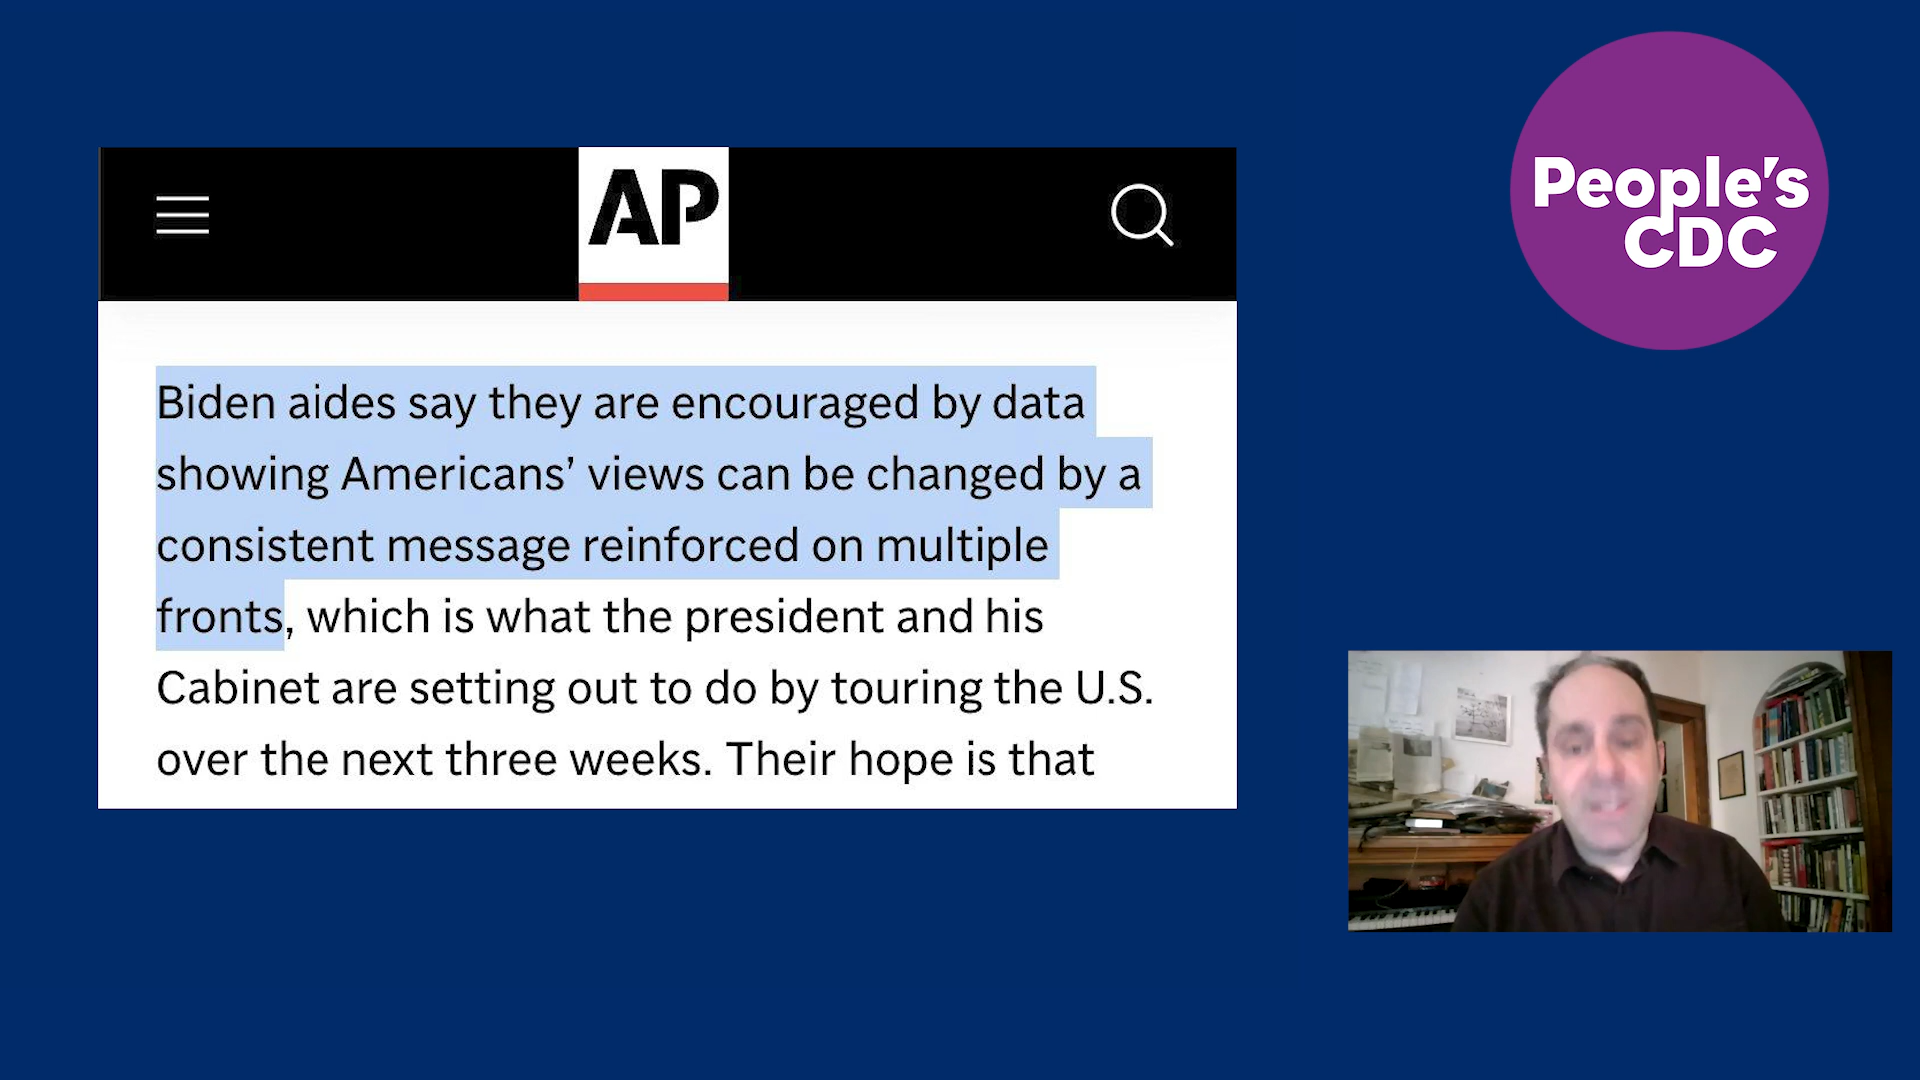 AP
Biden aides say they are encouraged by data
showing Americans’ views can be changed by a
consistent message reinforced on multiple
fronts, which is what the president and his
Cabinet are setting out to do by touring the U.S.
over the next three weeks. Their hope is that
People’s
CDC